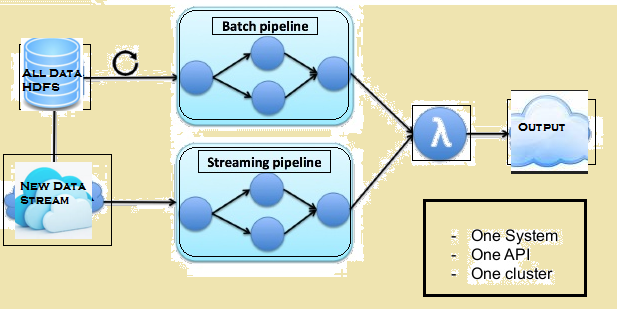 Batch pipeline
All Data
HDFS
λ
Output
Streaming pipeline
New Data
Stream
- One System
- One API
- One cluster